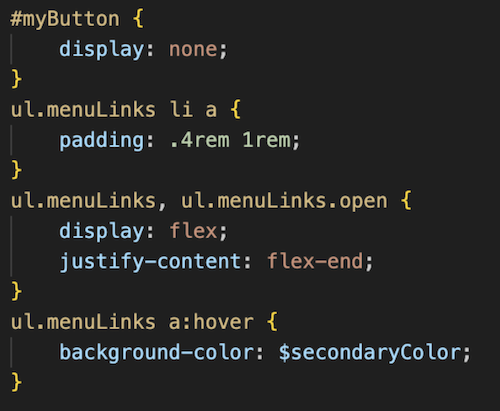 #myButton {
    display: none;
}
ul.menuLinks li a {
    padding: .4rem 1rem;
}
ul.menuLinks, ul.menuLinks.open {
    display: flex;
    justify-content: flex-end;
}
ul.menuLinks a:hover {
    background-color: $secondaryColor;
}